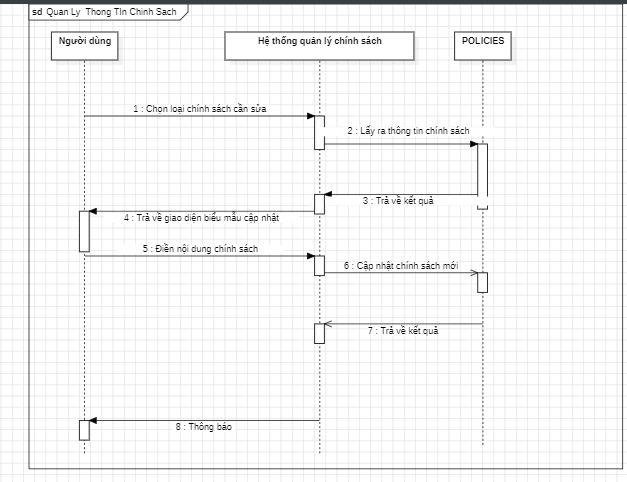 sd Quan Ly Thong TIn Chinh Sach
Người dùng
Hệ thống quản lý chính sách
POLICIES
1 : Chọn loại chính sách cần sửa
2 : Lấy ra thông tin chính sách
3 : Trả về kết quả
4 : Trả về giao diện biểu mẫu cập nhật
5 : Điền nội dung chính sách
6 : Cập nhật chính sách mới
7 : Trả về kết quả
8 : Thông báo